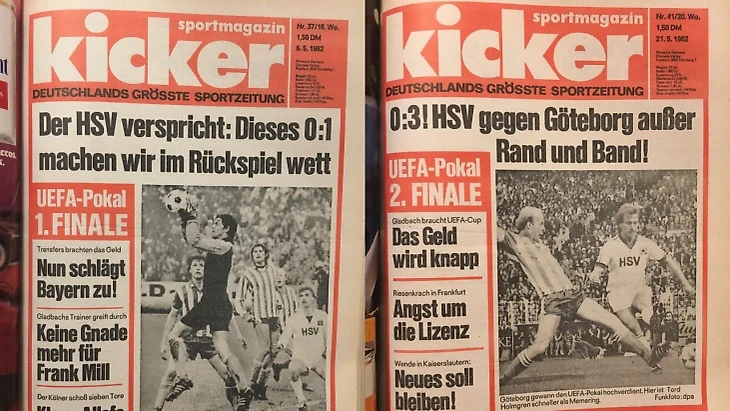 sportmagazin
kicker
DEUTSCHLANDS GRÖSSTE SPORTZEITUNG
Nr. 37/18. Wo.
1,50 DM
6. 5. 1982
Der HSV verspricht: Dieses 0:1
machen wir im Rückspiel wett
UEFA-Pokal
1. FINALE
Transfers brachten das Geld
Nun schlägt
Bayern zu!
Gladbachs Trainer greift durch
Keine Gnade
mehr für
Frank Mill
Der Kölner schoß sieben Tore
HSV
sportmagazin
kicker
DEUTSCHLANDS GRÖSSTE SPORTZEITUNG
Nr. 41/20. Wo.
1,50 DM
21. 5. 1982
0:3! HSV gegen Göteborg außer
Rand und Band!
UEFA-Pokal
2. FINALE
Gladbach braucht UEFA-Cup
Das Geld
wird knapp
Riesenkrach in Frankfurt
Angst um
die Lizenz
Wende in Kaiserslautern:
Neues soll
bleiben!
HSV
Göteborg gewann den UEFA-Pokal hochverdient. Hier ist Tord
Holmgren schneller als Memering.
Funkfoto: dpa